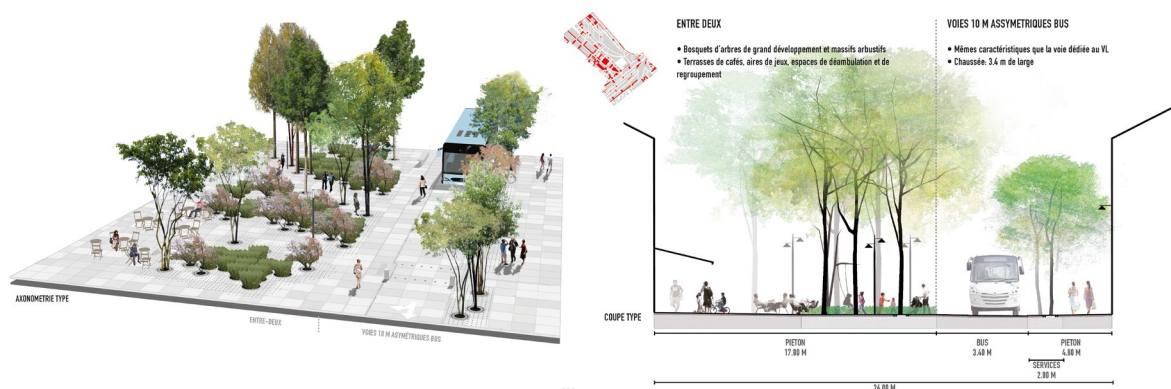 AXONOMETRIE TYPE
ENTRE-DEUX
VOIES 10 M ASYMÉTRIQUES BUS
ENTRE DEUX
• Bosquets d'arbres de grand développement et massifs arbustifs
• Terrasses de cafés, aires de jeux, espaces de déambulation et de
regroupement
VOIES 10 M ASSYMETRIQUES BUS
• Mêmes caractéristiques que la voie dédiée au VL
• Chaussée: 3.4 m de large
COUPE TYPE
PIETON
17.80 M
BUS
3.40 M
PIETON
4.80 M
SERVICES
2.00 M